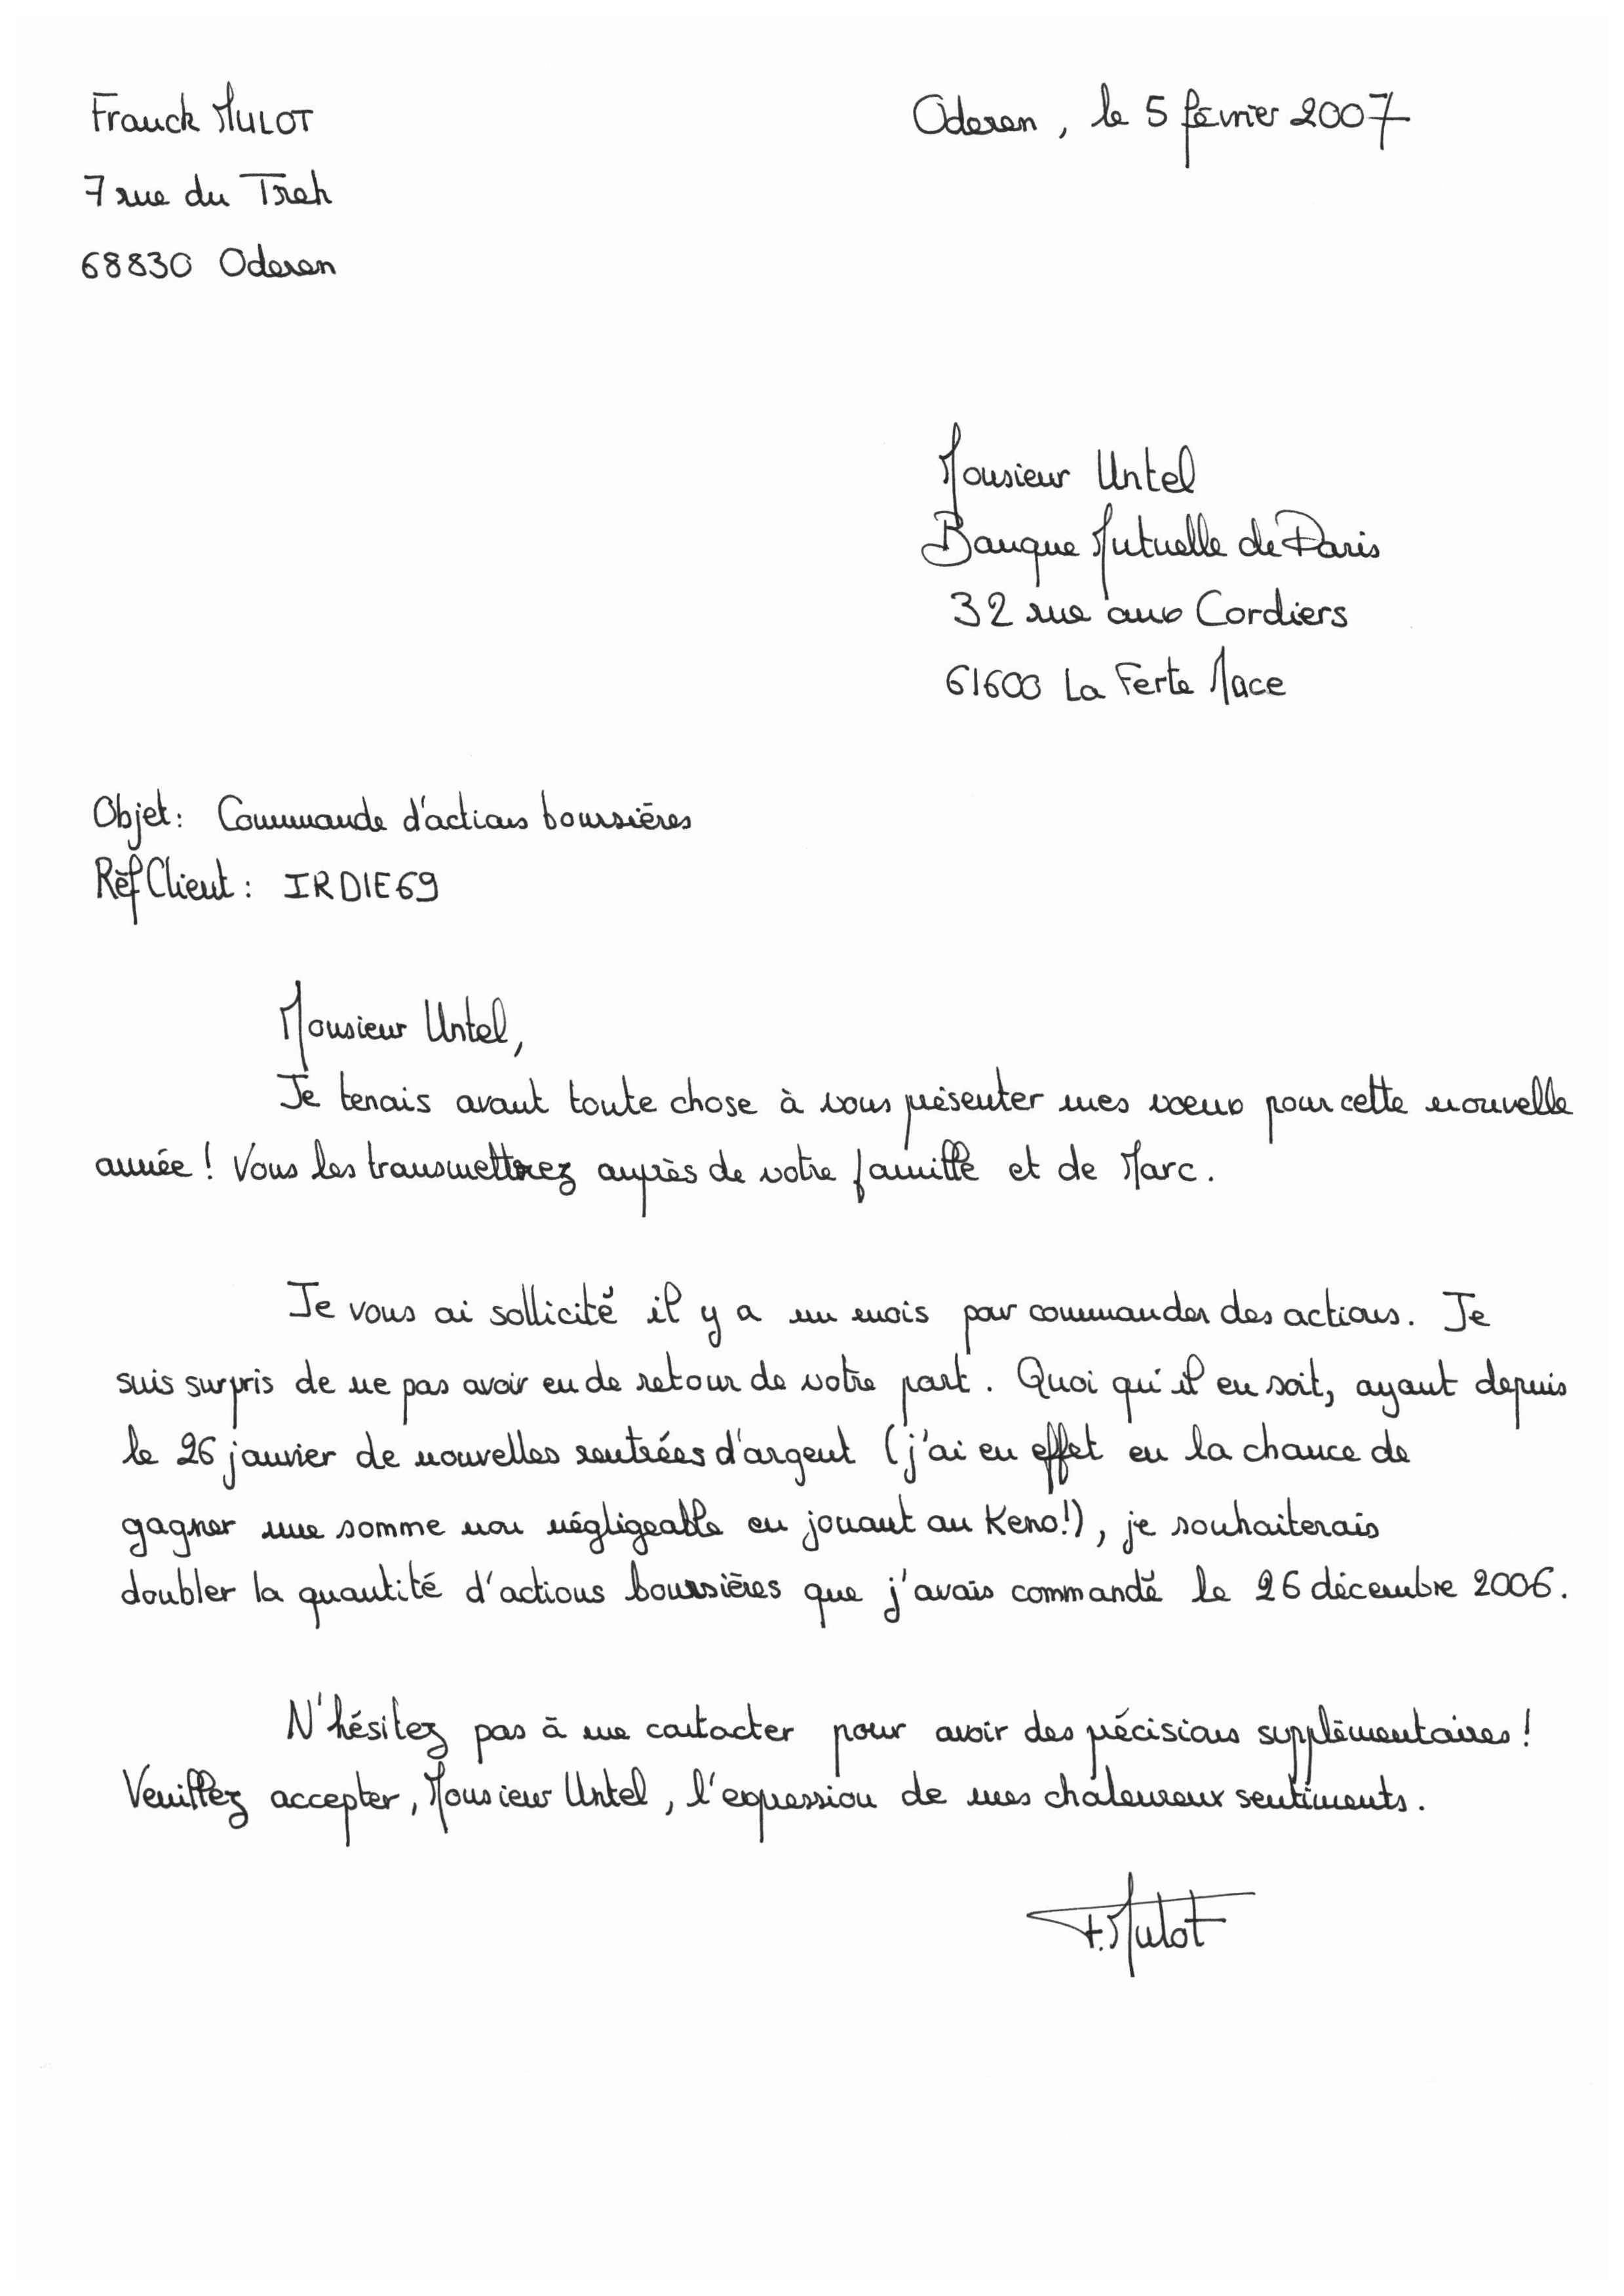 Franck MULOT
Oderen, le 5 février 2007
7 rue du Treh
68830 Oderen
Monsieur Untel
Banque Mutuelle de Paris
32 rue aux Cordiers
61600 La Ferte Mace
Objet : Commande d'actions boursières
Réf Client : IRDIE69
Monsieur Untel,
Je tenais avant toute chose à vous présenter mes voeux pour cette nouvelle
année ! Vous les transmettrez auprès de votre famille et de Marc.
Je vous ai sollicité il y a un mois pour commander des actions. Je
suis surpris de ne pas avoir eu de retour de votre part. Quoi qu'il en soit, ayant depuis
le 26 janvier de nouvelles rentrées d'argent (j'ai en effet eu la chance de
gagner une somme non négligeable en jouant au Keno!), je souhaiterais
doubler la quantité d'actions boursières que j'avais commandé le 26 décembre 2006.
N'hésitez pas à me contacter pour avoir des précisions supplémentaires !
Veuillez accepter, Monsieur Untel, l'expression de mes chaleureux sentiments.
F. Mulot